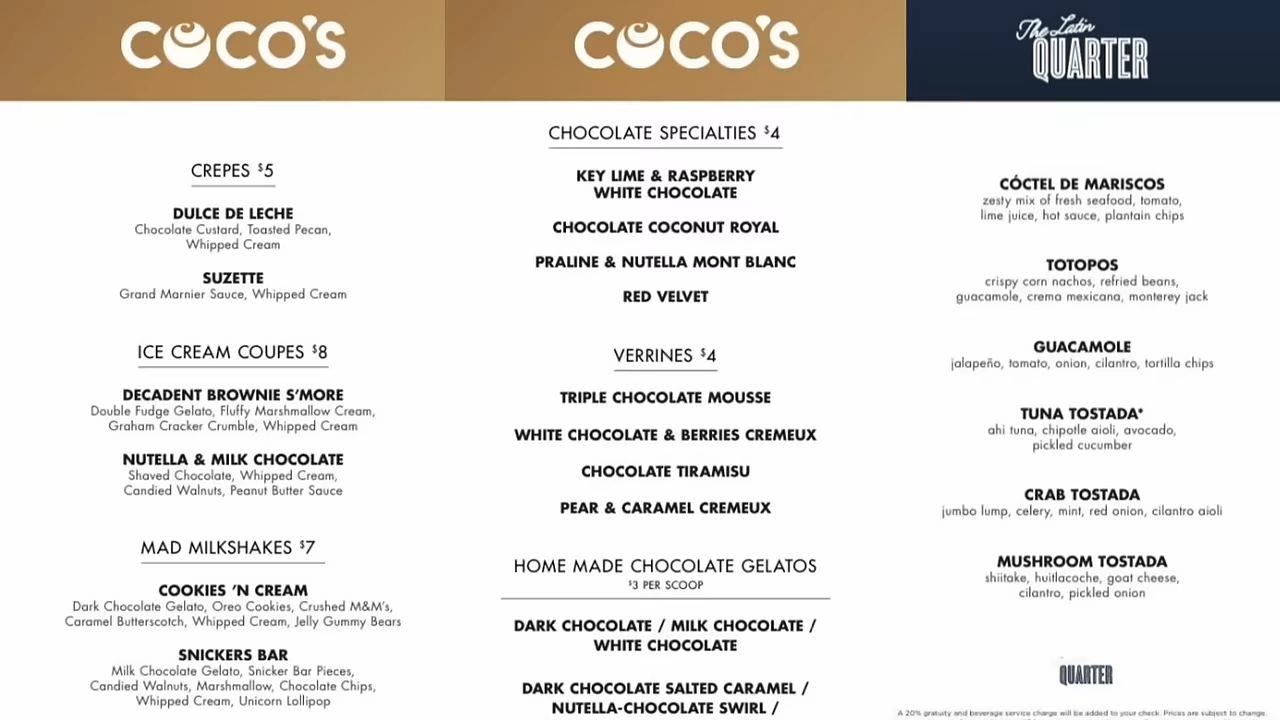 COCO'S
CREPES $5
DULCE DE LECHE
Chocolate Custard, Toasted Pecan,
Whipped Cream
SUZETTE
Grand Marnier Sauce, Whipped Cream
ICE CREAM COUPES $8
DECADENT BROWNIE S'MORE
Double Fudge Gelato, Fluffy Marshmallow Cream,
Graham Cracker Crumble, Whipped Cream
NUTELLA & MILK CHOCOLATE
Shaved Chocolate, Whipped Cream,
Candied Walnuts, Peanut Butter Sauce
MAD MILKSHAKES $7
COOKIES 'N CREAM
Dark Chocolate Gelato, Oreo Cookies, Crushed M&M's,
Caramel Butterscotch, Whipped Cream, Jelly Gummy Bears
SNICKERS BAR
Milk Chocolate Gelato, Snicker Bar Pieces,
Candied Walnuts, Marshmallow, Chocolate Chips,
Whipped Cream, Unicorn Lollipop
COCO'S
CHOCOLATE SPECIALTIES $4
KEY LIME & RASPBERRY
WHITE CHOCOLATE
CHOCOLATE COCONUT ROYAL
PRALINE & NUTELLA MONT BLANC
RED VELVET
VERRINES $4
TRIPLE CHOCOLATE MOUSSE
WHITE CHOCOLATE & BERRIES CREMEUX
CHOCOLATE TIRAMISU
PEAR & CARAMEL CREMEUX
HOME MADE CHOCOLATE GELATOS
$3 PER SCOOP
DARK CHOCOLATE / MILK CHOCOLATE /
WHITE CHOCOLATE
DARK CHOCOLATE SALTED CARAMEL /
NUTELLA-CHOCOLATE SWIRL /
The Latin
QUARTER
CÓCTEL DE MARISCOS
zesty mix of fresh seafood, tomato,
lime juice, hot sauce, plantain chips
TOTOPOS
crispy corn nachos, refried beans,
guacamole, crema mexicana, monterey jack
GUACAMOLE
jalapeño, tomato, onion, cilantro, tortilla chips
TUNA TOSTADA*
ahi tuna, chipotle aioli, avocado,
pickled cucumber
CRAB TOSTADA
jumbo lump, celery, mint, red onion, cilantro aioli
MUSHROOM TOSTADA
shiitake, huitlacoche, goat cheese,
cilantro, pickled onion
QUARTER
A 20% gratuity and beverage service charge will be added to your check. Prices are subject to change.